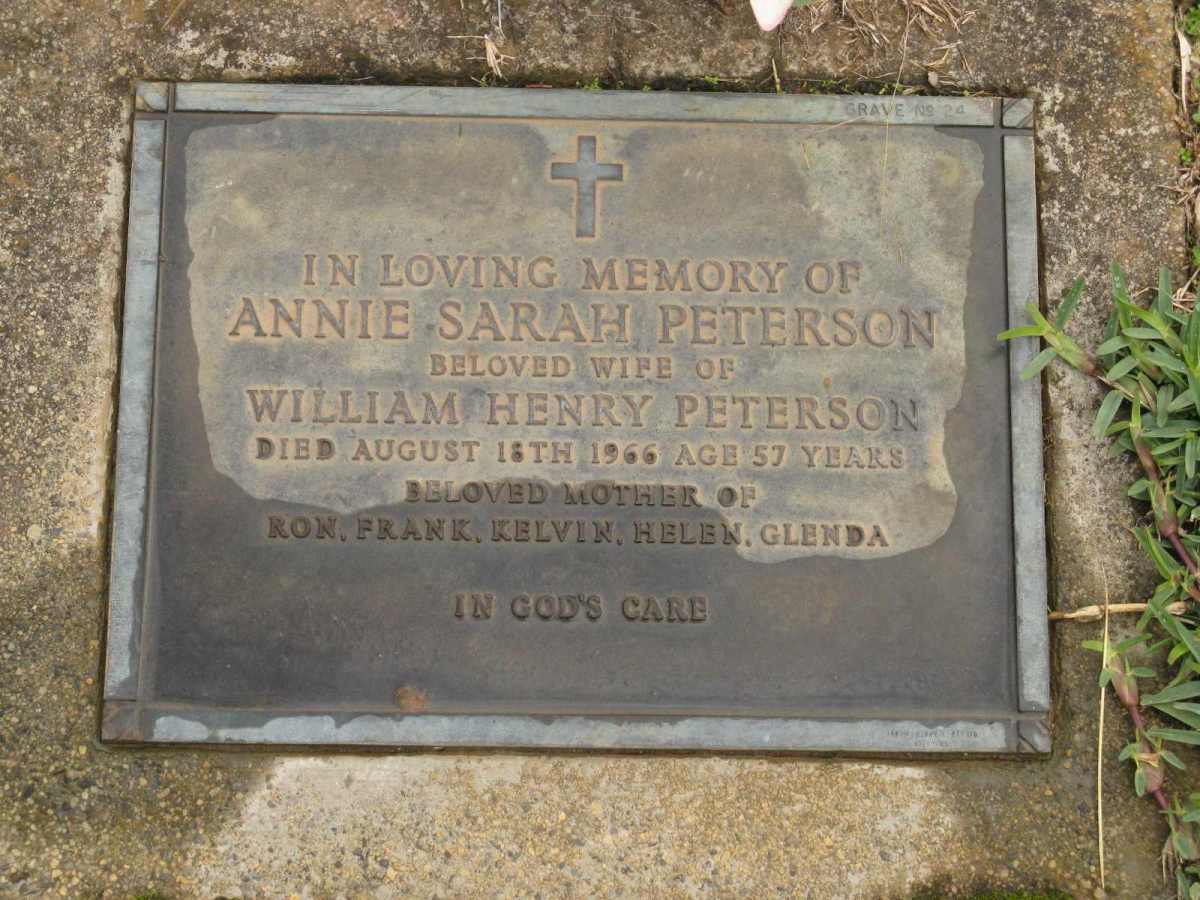 GRAVE No 24
IN LOVING MEMORY OF
ANNIE SARAH PETERSON
BELOVED WIFE OF
WILLIAM HENRY PETERSON
DIED AUGUST 18TH 1966 AGE 57 YEARS
BELOVED MOTHER OF
RON, FRANK, KELVIN, HELEN, GLENDA
IN GOD'S CARE